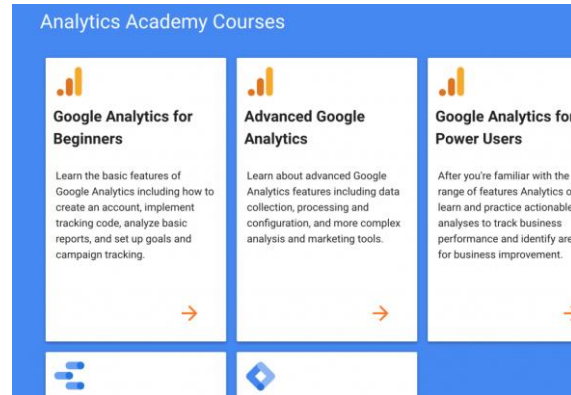 Analytics Academy Courses
Google Analytics for
Beginners
Learn the basic features of
Google Analytics including how to
create an account, implement
tracking code, analyze basic
reports, and set up goals and
campaign tracking.
Advanced Google
Analytics
Learn about advanced Google
Analytics features including data
collection, processing and
configuration, and more complex
analysis and marketing tools.
Google Analytics for
Power Users
After you're familiar with the
range of features Analytics
learn and practice actionable
analyses to track business
performance and identify
for business improvement.